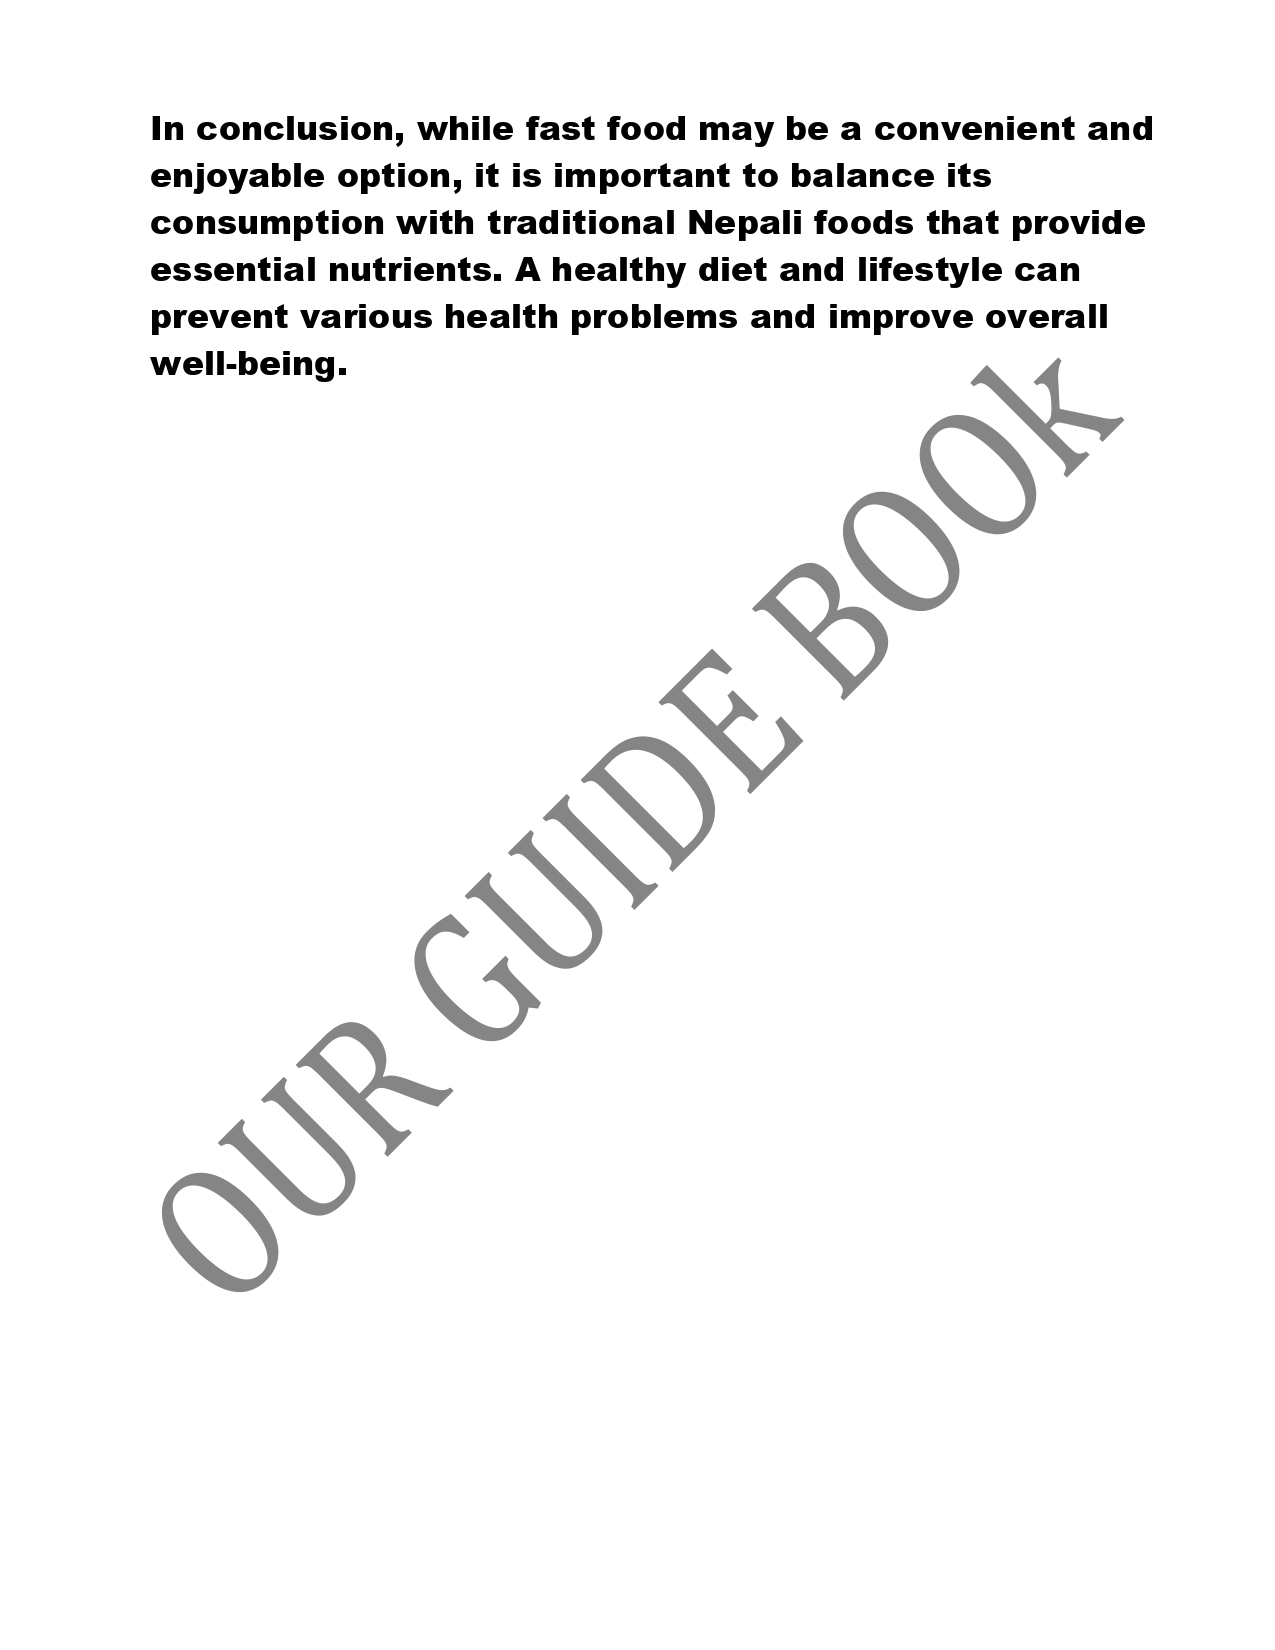 In conclusion, while fast food may be a convenient and
enjoyable option, it is important to balance its
consumption with traditional Nepali foods that provide
essential nutrients. A healthy diet and lifestyle can
prevent various health problems and improve overall
well-being.
OUR GUIDE BOOk